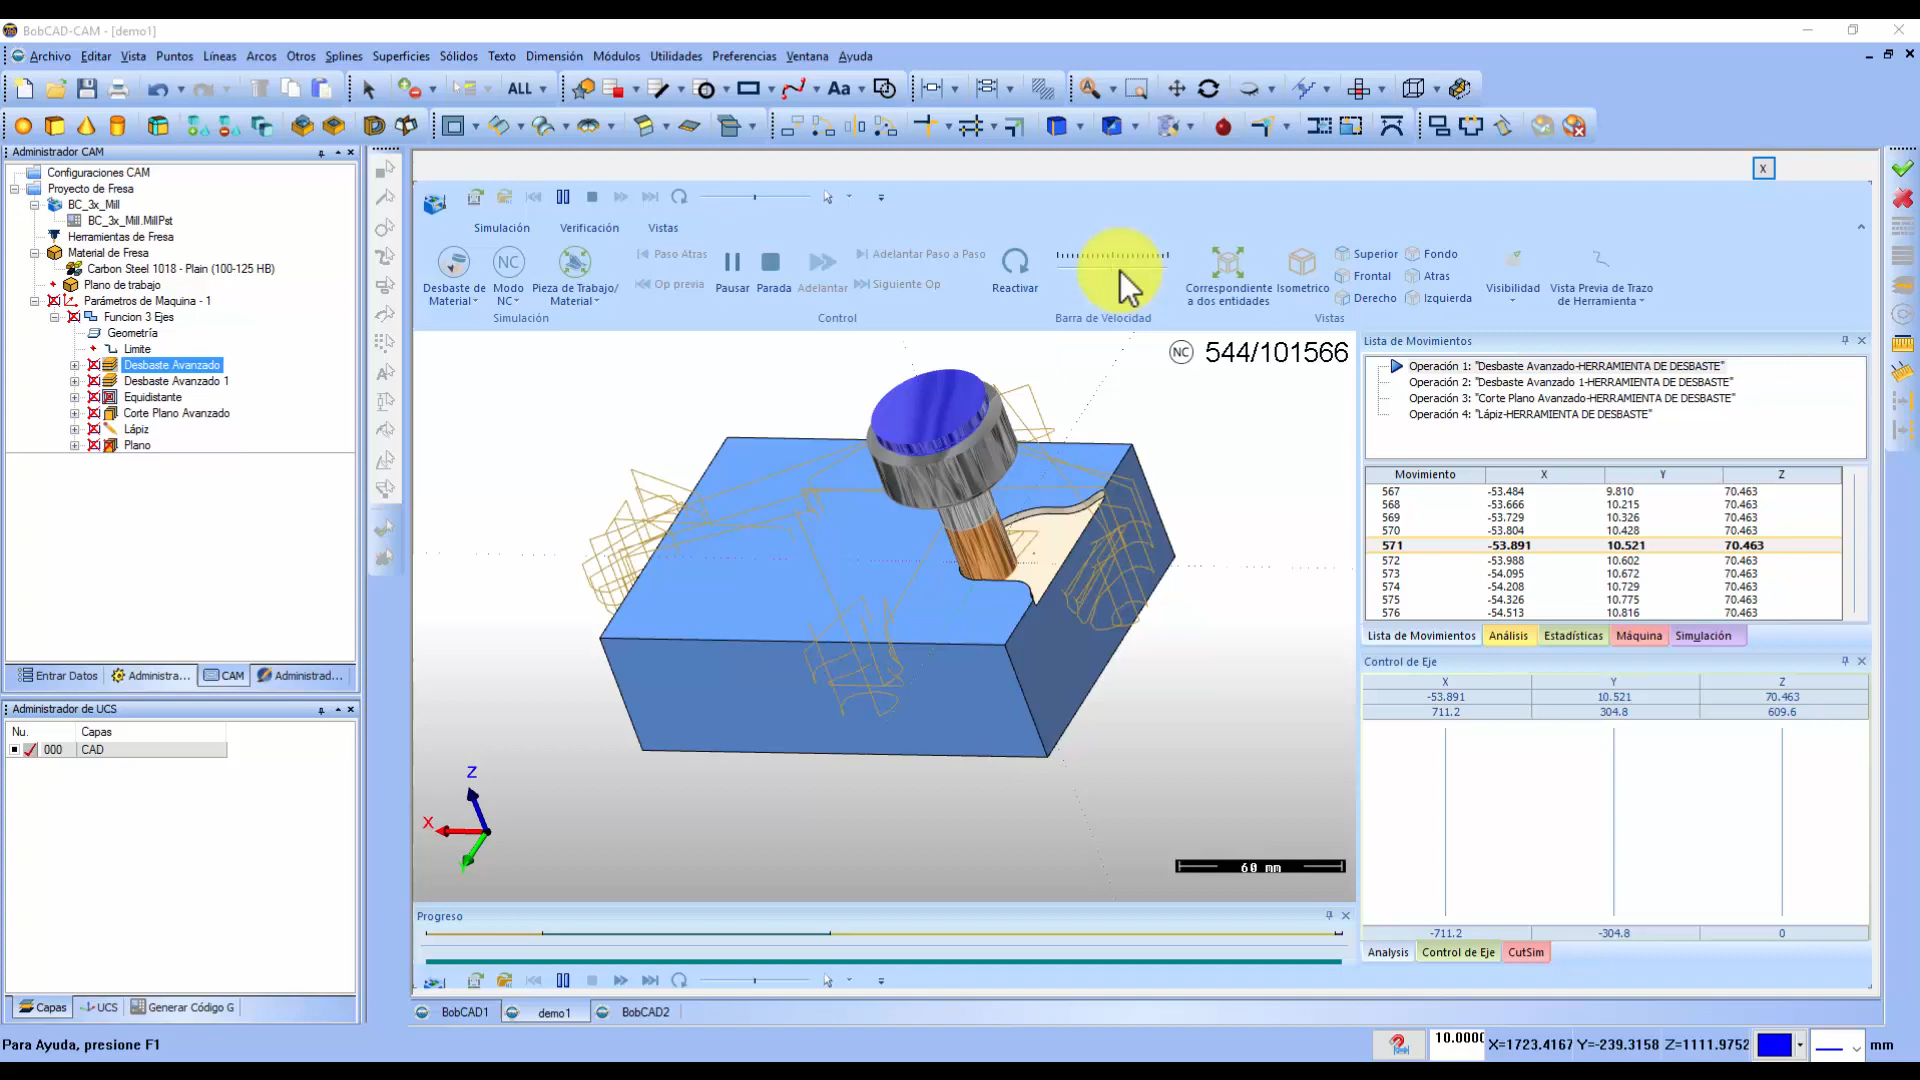 BobCAD-CAM - [demo1]
Archivo Editar Vista Puntos Líneas Arcos Otros Splines Superficies Sólidos Texto Dimensión Módulos Utilidades Preferencias Ventana Ayuda
ALL
Aa
Administrador CAM
Configuraciones CAM
Proyecto de Fresa
BC_3x_Mill
BC_3x_Mill.MillPst
Herramientas de Fresa
Material de Fresa
Carbon Steel 1018 - Plain (100-125 HB)
Plano de trabajo
Parámetros de Maquina - 1
Funcion 3 Ejes
Geometría
Limite
Desbaste Avanzado
Desbaste Avanzado 1
Equidistante
Corte Plano Avanzado
Lápiz
Plano
Entrar Datos Administra... CAM Administrad...
Administrador de UCS
Nu. Capas
000 CAD
Capas UCS Generar Código G
Para Ayuda, presione F1
X
Simulación Verificación Vistas
Desbaste de Material
NC
Modo NC
Pieza de Trabajo/ Material
Simulación
Paso Atras
Op previa
Pausar Parada Adelantar
Adelantar Paso a Paso
Siguiente Op
Control
Reactivar
Barra de Velocidad
Correspondiente a dos entidades
Isometrico
Superior Fondo
Frontal Atras
Derecho Izquierda
Vistas
Visibilidad
Vista Previa de Trazo de Herramienta
NC 544/101566
Z
X
60 mm
Progreso
BobCAD1 demo1 BobCAD2
Lista de Movimientos
Operación 1: "Desbaste Avanzado-HERRAMIENTA DE DESBASTE"
Operación 2: "Desbaste Avanzado 1-HERRAMIENTA DE DESBASTE"
Operación 3: "Corte Plano Avanzado-HERRAMIENTA DE DESBASTE"
Operación 4: "Lápiz-HERRAMIENTA DE DESBASTE"
Movimiento X Y Z
567 -53.484 9.810 70.463
568 -53.666 10.215 70.463
569 -53.729 10.326 70.463
570 -53.804 10.428 70.463
571 -53.891 10.521 70.463
572 -53.988 10.602 70.463
573 -54.095 10.672 70.463
574 -54.208 10.729 70.463
575 -54.326 10.775 70.463
576 -54.513 10.816 70.463
Lista de Movimientos Análisis Estadísticas Máquina Simulación
Control de Eje
X Y Z
-53.891 10.521 70.463
711.2 304.8 609.6
-711.2 -304.8 0
Analysis Control de Eje CutSim
10.0000 X=1723.4167 Y=-239.3158 Z=1111.9752 mm